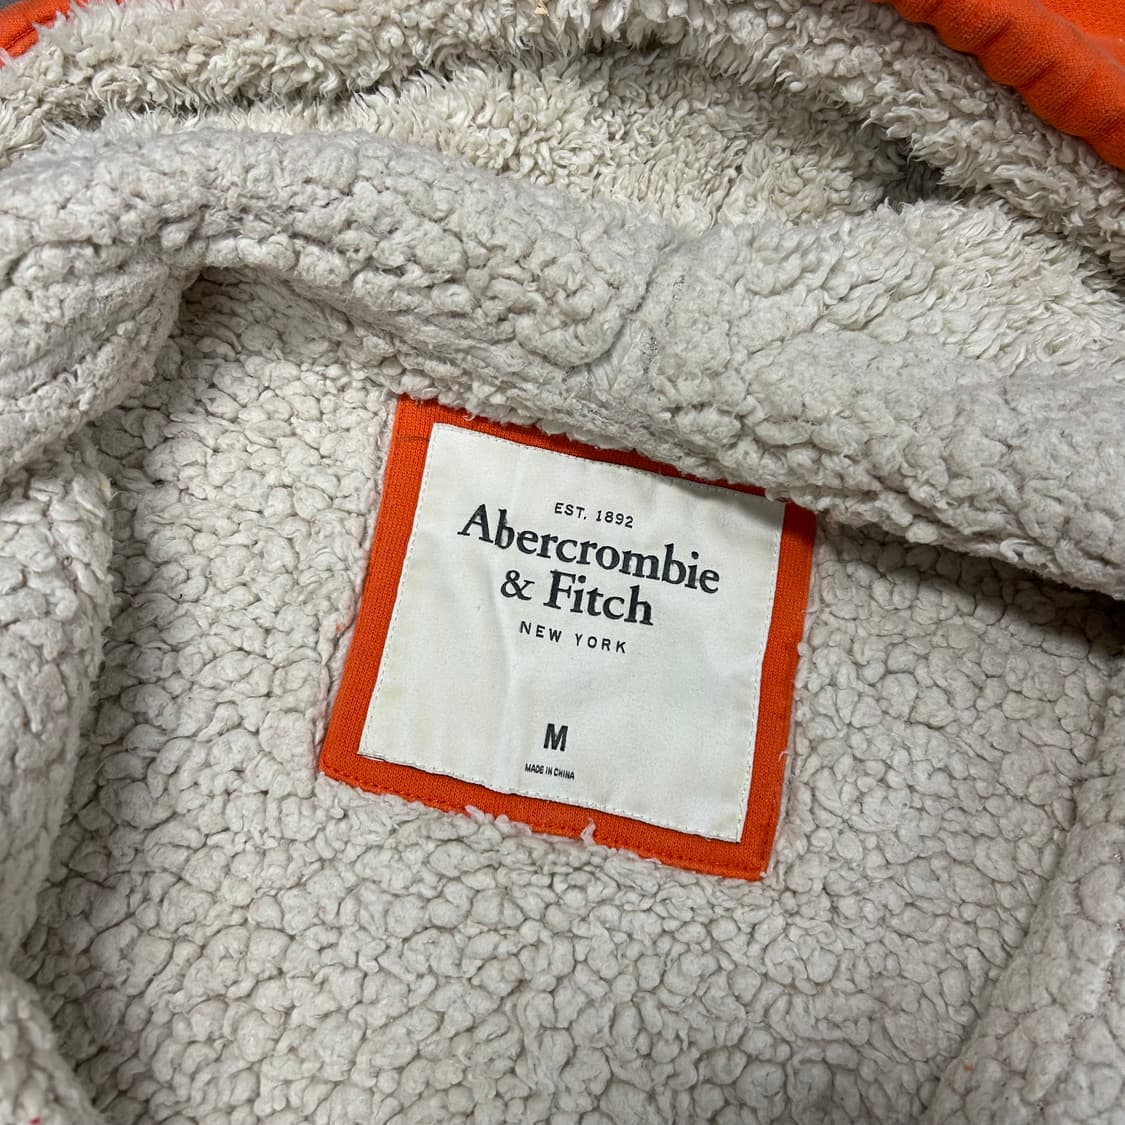 EST. 1892
Abercrombie
& Fitch
NEW YORK
M
MADE IN CHINA